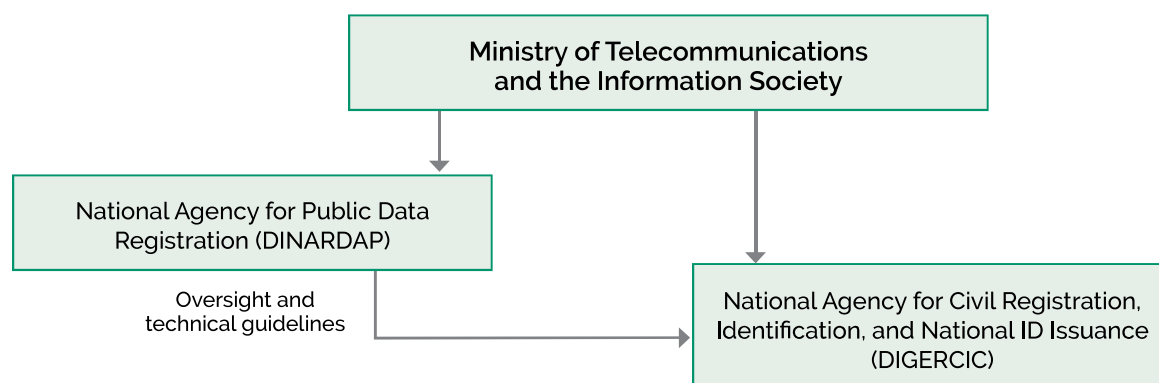 Ministry of Telecommunications
and the Information Society
National Agency for Public Data
Registration (DINARDAP)
Oversight and
technical guidelines
National Agency for Civil Registration,
Identification, and National ID Issuance
(DIGERCIC)